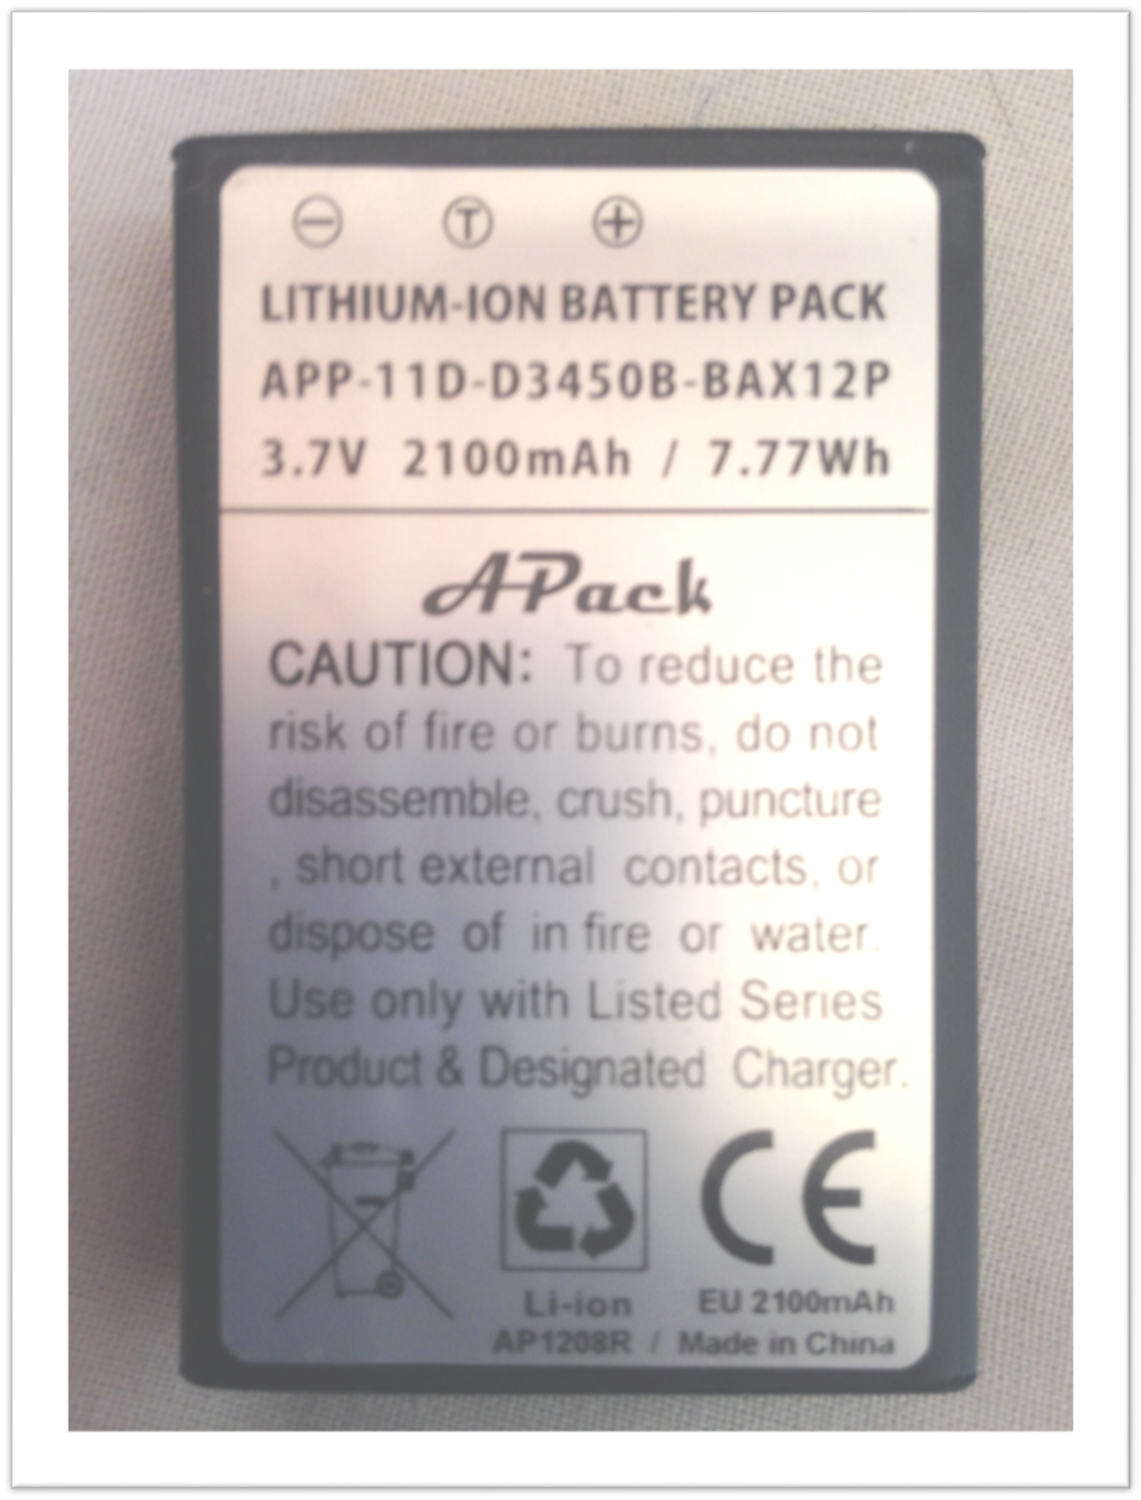 − T +
LITHIUM-ION BATTERY PACK
APP-11D-D3450B-BAX12P
3.7V 2100mAh / 7.77Wh
APack
CAUTION: To reduce the
risk of fire or burns, do not
disassemble, crush, puncture
, short external contacts, or
dispose of in fire or water.
Use only with Listed Series
Product & Designated Charger.
CE
Li-ion EU 2100mAh
AP1208R / Made in China